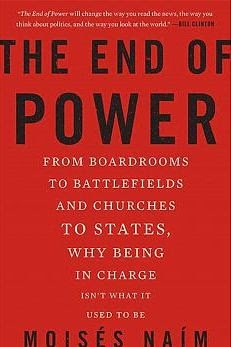 "The End of Power will change the way you read the news, the way you
think about politics, and the way you look at the world." —BILL CLINTON
THE END OF
POWER
FROM BOARDROOMS
TO BATTLEFIELDS
AND CHURCHES
TO STATES,
WHY BEING
IN CHARGE
ISN'T WHAT IT
USED TO BE
MOISÉS NAÍM